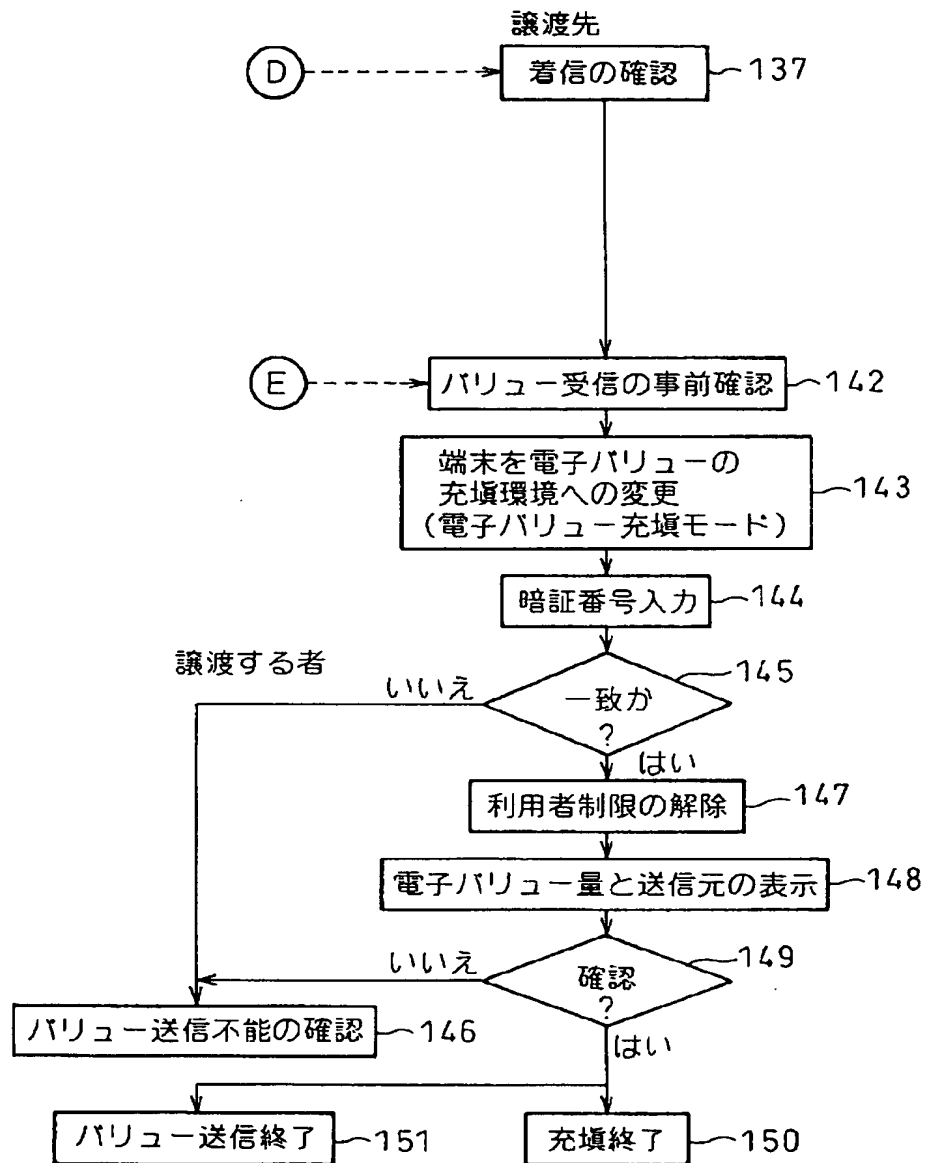 譲渡先
D
着信の確認
137
E
バリュー受信の事前確認
142
端末を電子バリューの
充塡環境への変更
(電子バリュー充塡モード)
143
暗証番号入力
144
譲渡する者
いいえ
一致か
?
145
はい
利用者制限の解除
147
電子バリュー量と送信元の表示
148
いいえ
確認
?
149
バリュー送信不能の確認
146
はい
バリュー送信終了
151
充塡終了
150